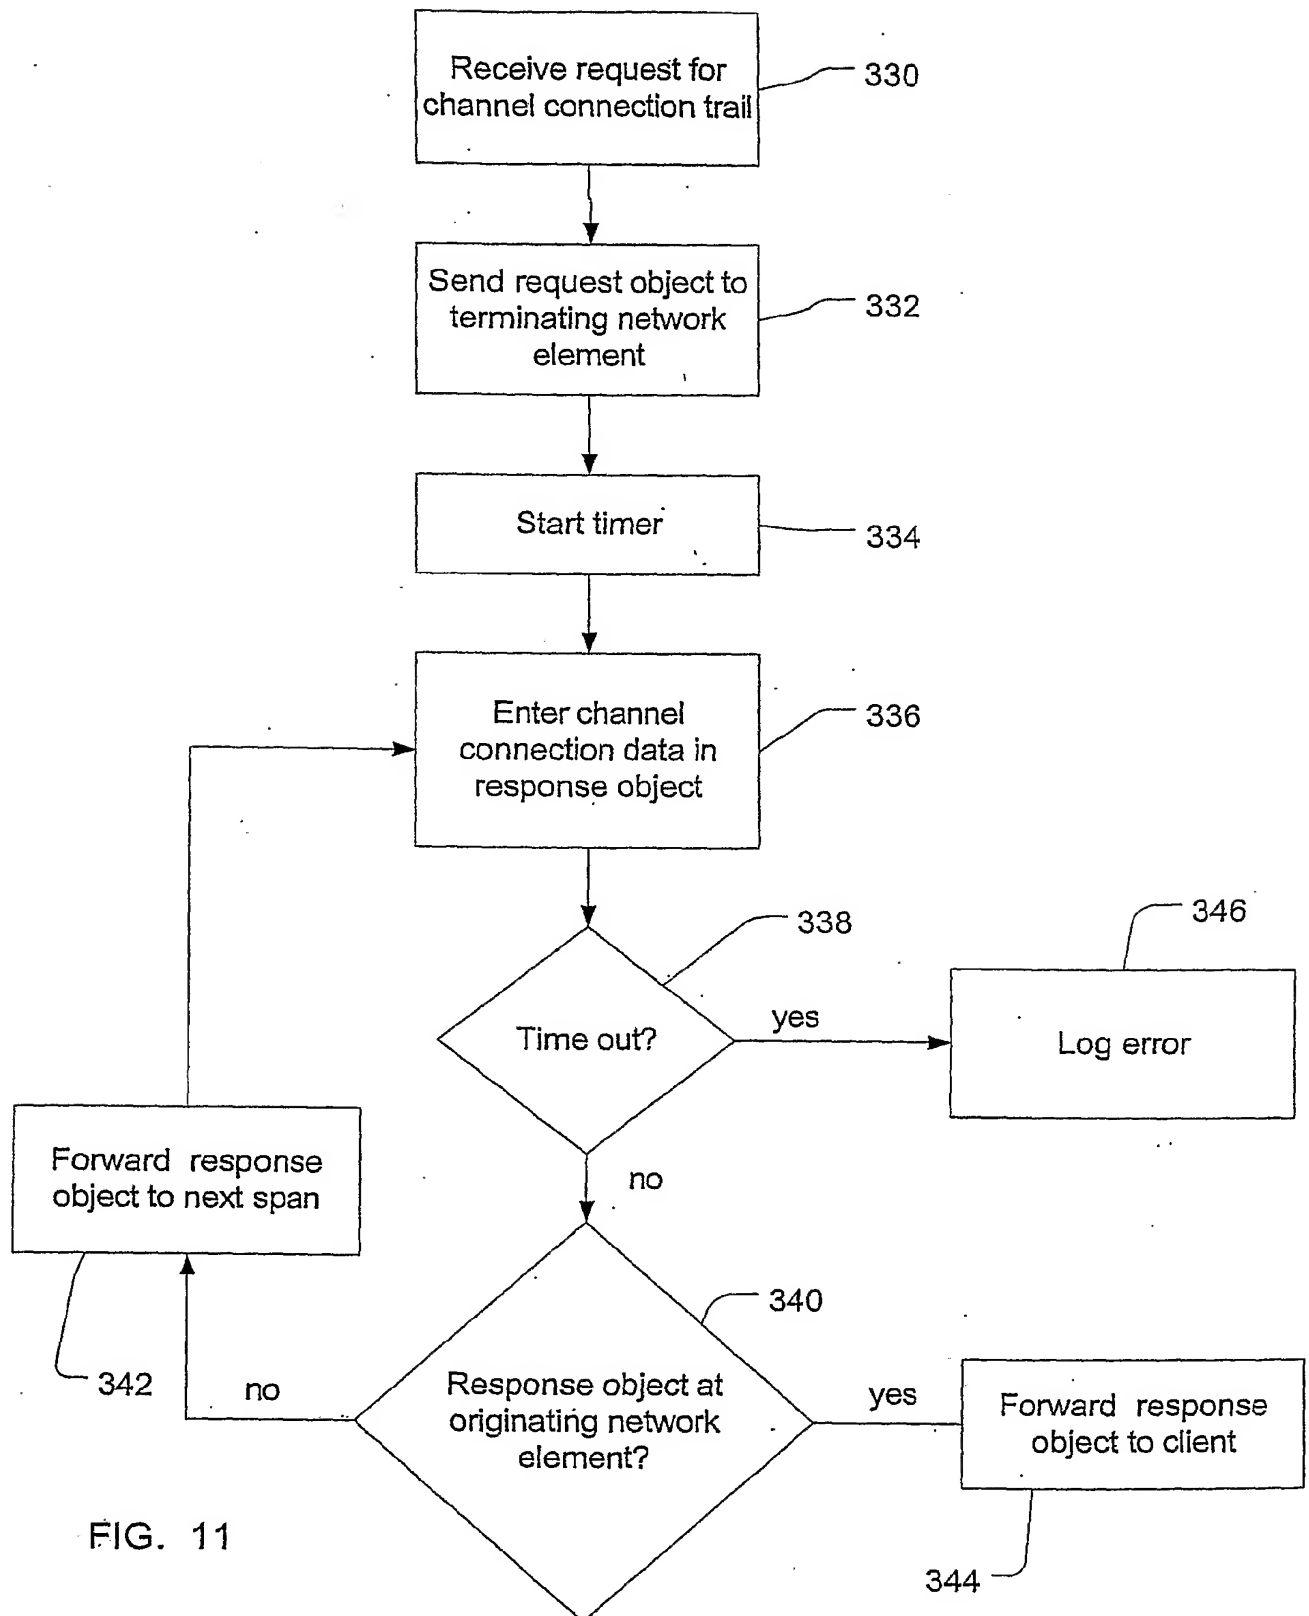 Receive request for
channel connection trail
330
Send request object to
terminating network
element
332
Start timer
334
Enter channel
connection data in
response object
336
338
346
Time out?
yes
Log error
Forward response
object to next span
no
340
342
no
Response object at
originating network
element?
yes
Forward response
object to client
FIG. 11
344